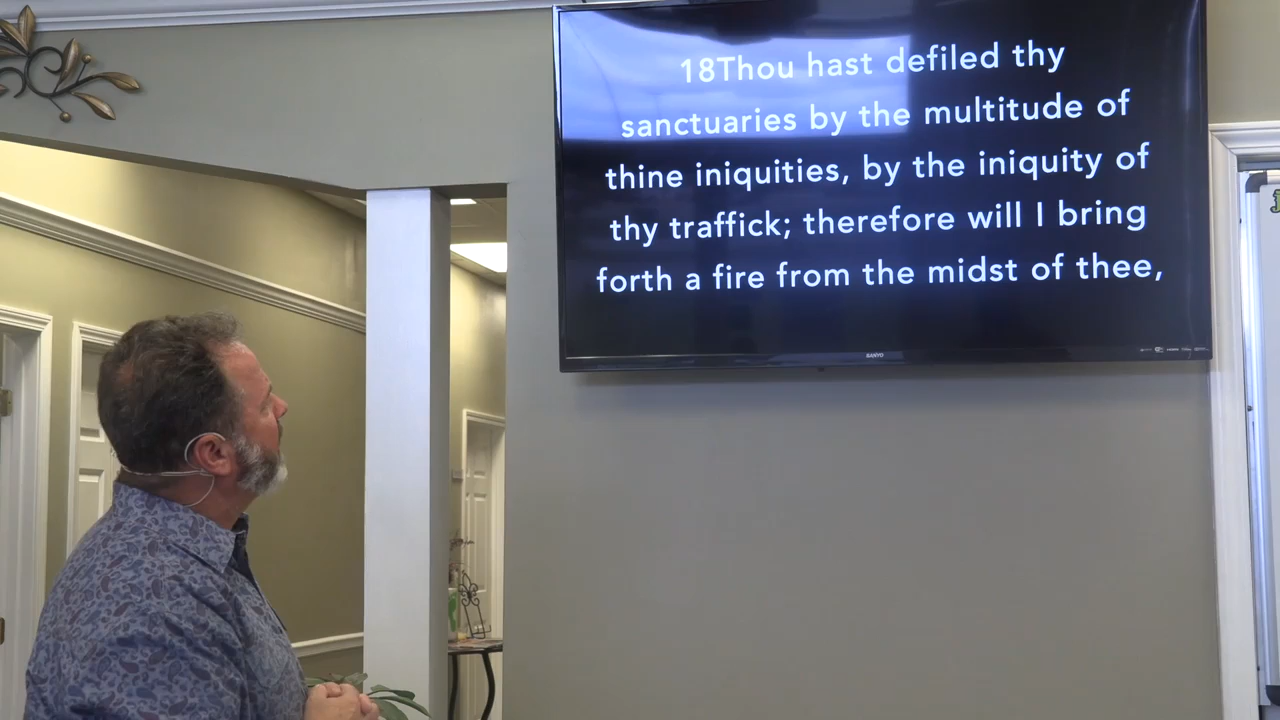 18Thou hast defiled thy
sanctuaries by the multitude of
thine iniquities, by the iniquity of
thy traffick; therefore will I bring
forth a fire from the midst of thee,
SANYO